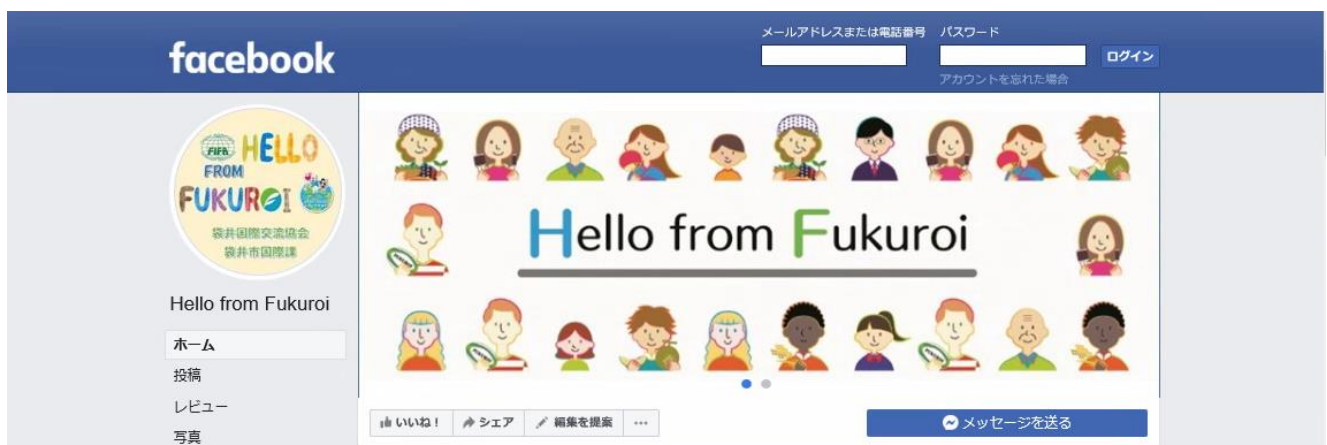 facebook
メールアドレスまたは電話番号
パスワード
ログイン
アカウントを忘れた場合
FIFA HELLO
FROM
FUKUROI
袋井国際交流協会
袋井市国際課
Hello from Fukuroi
ホーム
投稿
レビュー
写真
Hello from Fukuroi
いいね！
シェア
編集を提案
…
メッセージを送る